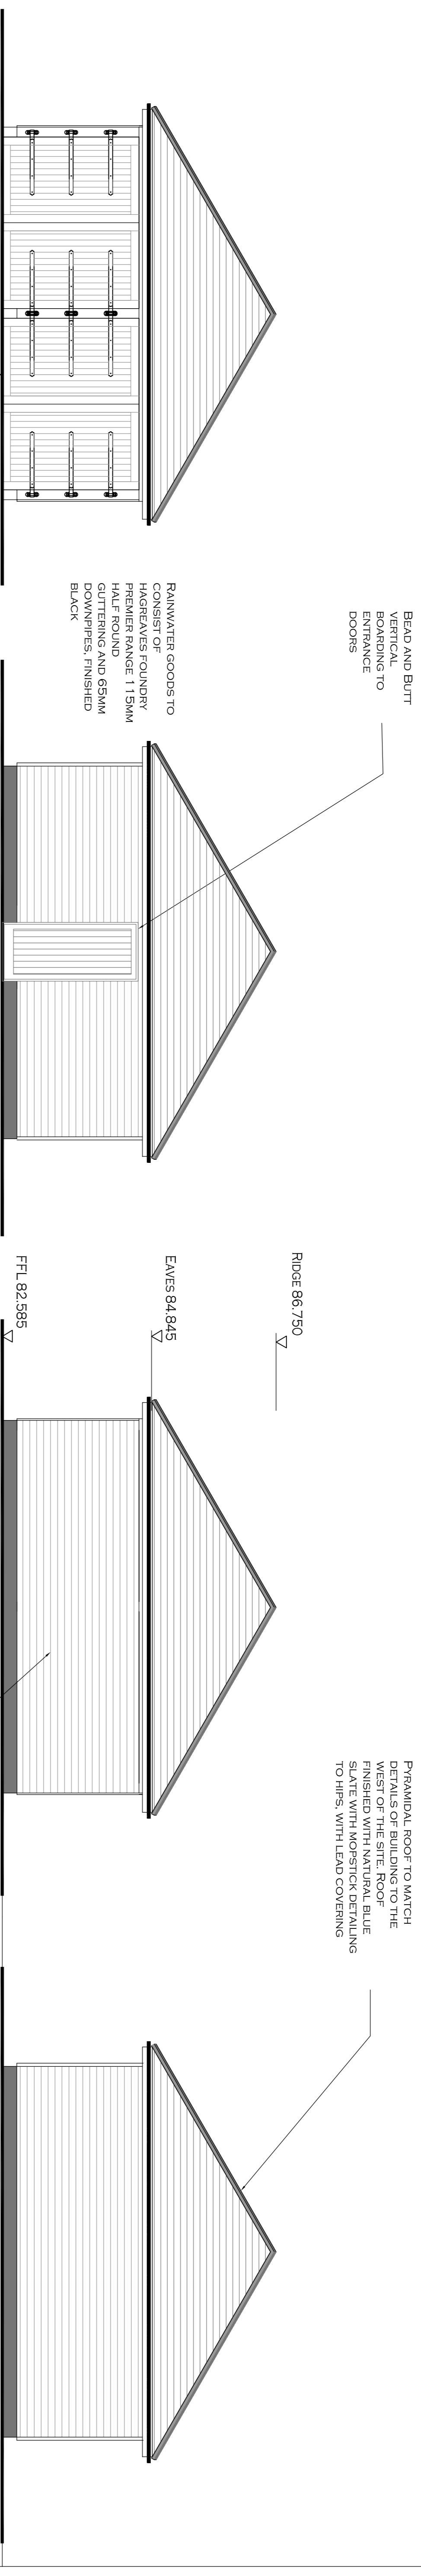 BEAD AND BUTT
VERTICAL
BOARDING TO
ENTRANCE
DOORS
RAINWATER GOODS TO
CONSIST OF
HAGREAVES FOUNDRY
PREMIER RANGE 115MM
HALF ROUND
GUTTERING AND 65MM
DOWNPIPES, FINISHED
BLACK
RIDGE 86.750
EAVES 84.845
FFL 82.585
PYRAMIDAL ROOF TO MATCH
DETAILS OF BUILDING TO THE
WEST OF THE SITE. ROOF
FINISHED WITH NATURAL BLUE
SLATE WITH MOPSTICK DETAILING
TO HIPS, WITH LEAD COVERING